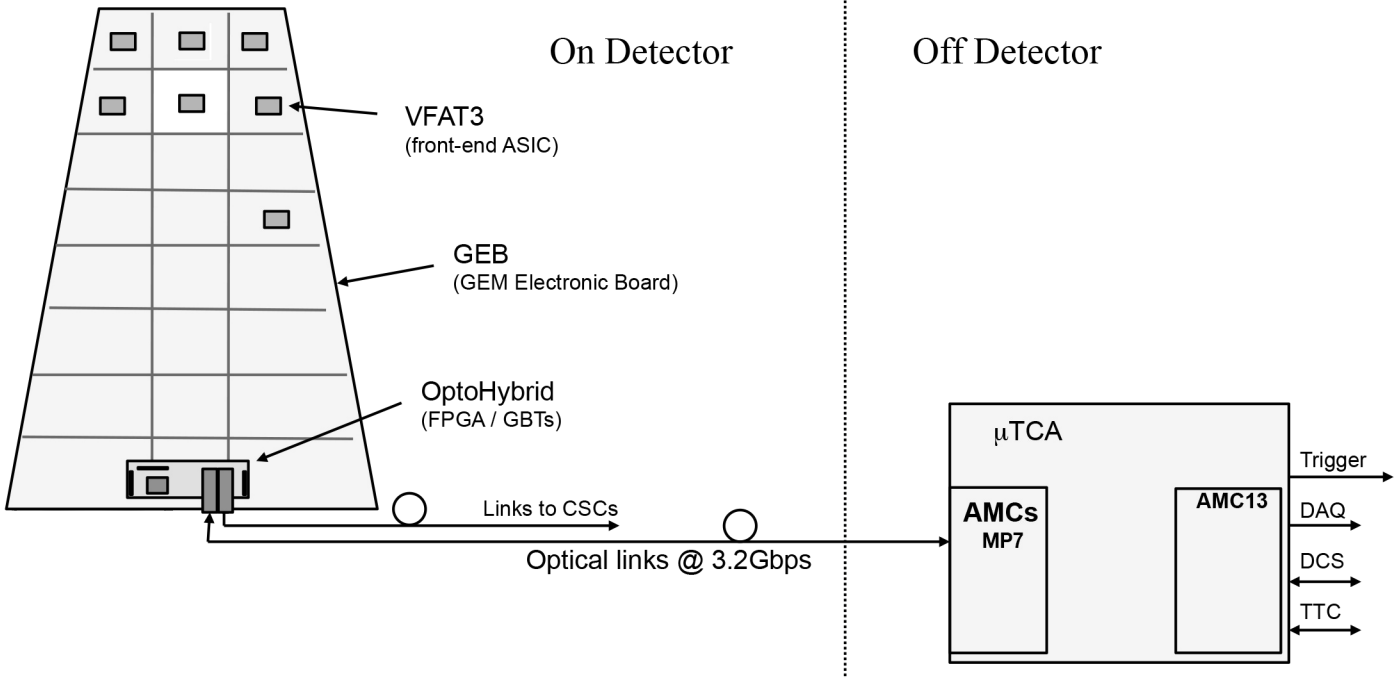 On Detector
Off Detector
VFAT3
(front-end ASIC)
GEB
(GEM Electronic Board)
OptoHybrid
(FPGA / GBTs)
Links to CSCs
Optical links @ 3.2Gbps
μTCA
AMCs
MP7
AMC13
Trigger
DAQ
DCS
TTC